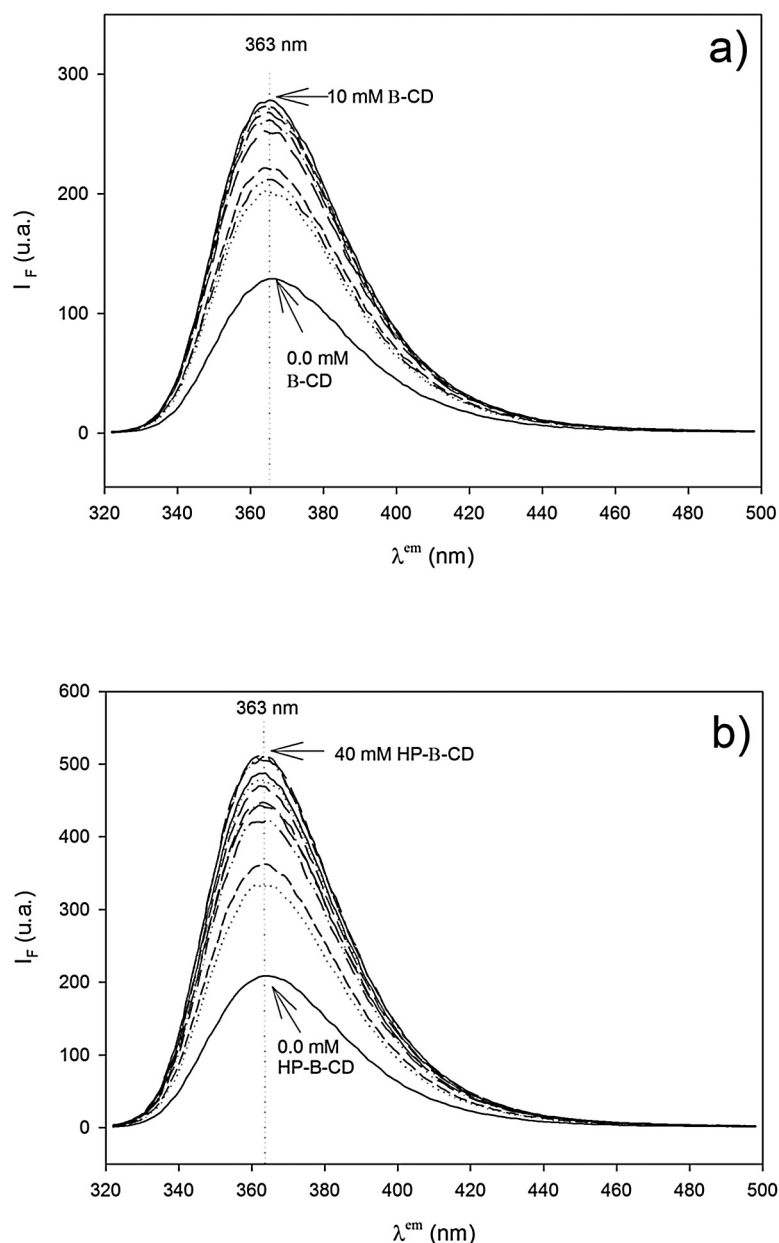 363 nm
a)
10 mM B-CD
300
200
100
0
0.0 mM
B-CD
I F (u.a.)
320 340 360 380 400 420 440 460 480 500
λem (nm)
600
363 nm
b)
40 mM HP-B-CD
500
400
300
200
100
0
0.0 mM
HP-B-CD
IF (u.a.)
320 340 360 380 400 420 440 460 480 500
λem (nm)